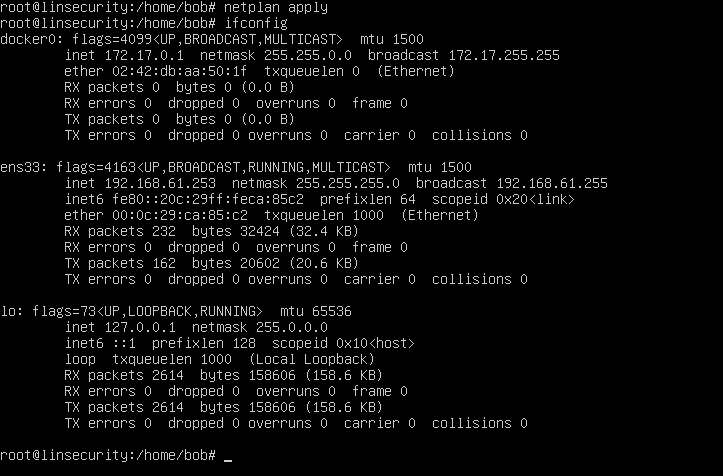 root@linsecurity:/home/bob# netplan apply
root@linsecurity:/home/bob# ifconfig
docker0: flags=4099<UP,BROADCAST,MULTICAST>  mtu 1500
        inet 172.17.0.1  netmask 255.255.0.0  broadcast 172.17.255.255
        ether 02:42:db:aa:50:1f  txqueuelen 0  (Ethernet)
        RX packets 0  bytes 0 (0.0 B)
        RX errors 0  dropped 0  overruns 0  frame 0
        TX packets 0  bytes 0 (0.0 B)
        TX errors 0  dropped 0 overruns 0  carrier 0  collisions 0

ens33: flags=4163<UP,BROADCAST,RUNNING,MULTICAST>  mtu 1500
        inet 192.168.61.253  netmask 255.255.255.0  broadcast 192.168.61.255
        inet6 fe80::20c:29ff:feca:85c2  prefixlen 64  scopeid 0x20<link>
        ether 00:0c:29:ca:85:c2  txqueuelen 1000  (Ethernet)
        RX packets 232  bytes 32424 (32.4 KB)
        RX errors 0  dropped 0  overruns 0  frame 0
        TX packets 162  bytes 20602 (20.6 KB)
        TX errors 0  dropped 0 overruns 0  carrier 0  collisions 0

lo: flags=73<UP,LOOPBACK,RUNNING>  mtu 65536
        inet 127.0.0.1  netmask 255.0.0.0
        inet6 ::1  prefixlen 128  scopeid 0x10<host>
        loop  txqueuelen 1000  (Local Loopback)
        RX packets 2614  bytes 158606 (158.6 KB)
        RX errors 0  dropped 0  overruns 0  frame 0
        TX packets 2614  bytes 158606 (158.6 KB)
        TX errors 0  dropped 0 overruns 0  carrier 0  collisions 0

root@linsecurity:/home/bob# _